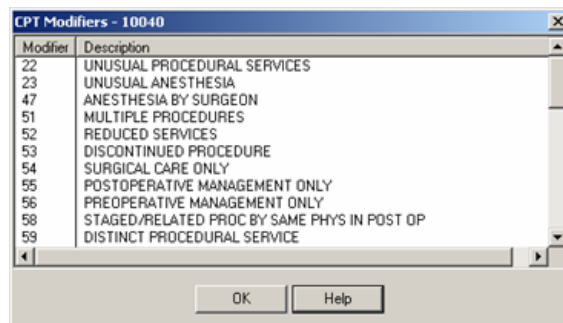 CPT Modifiers - 10040
Modifier Description
22 UNUSUAL PROCEDURAL SERVICES
23 UNUSUAL ANESTHESIA
47 ANESTHESIA BY SURGEON
51 MULTIPLE PROCEDURES
52 REDUCED SERVICES
53 DISCONTINUED PROCEDURE
54 SURGICAL CARE ONLY
55 POSTOPERATIVE MANAGEMENT ONLY
56 PREOPERATIVE MANAGEMENT ONLY
58 STAGED/RELATED PROC BY SAME PHYS IN POST OP
59 DISTINCT PROCEDURAL SERVICE
OK Help